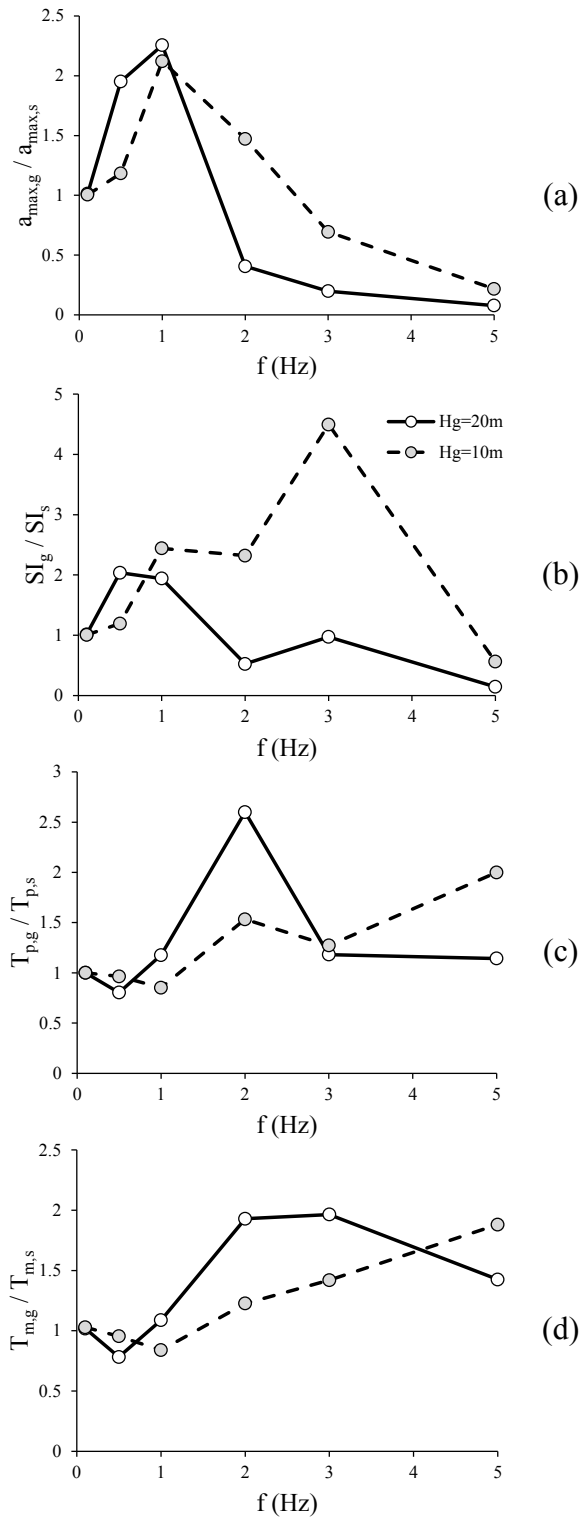 2.5
2
1.5
1
0.5
0
a_max,g / a_max,s
0 1 2 3 4 5
f (Hz)
(a)
5
4
3
2
1
0
SI_g / SI_s
Hg=20m
Hg=10m
0 1 2 3 4 5
f (Hz)
(b)
3
2.5
2
1.5
1
0.5
0
T_p,g / T_p,s
0 1 2 3 4 5
f (Hz)
(c)
2.5
2
1.5
1
0.5
0
T_m,g / T_m,s
0 1 2 3 4 5
f (Hz)
(d)